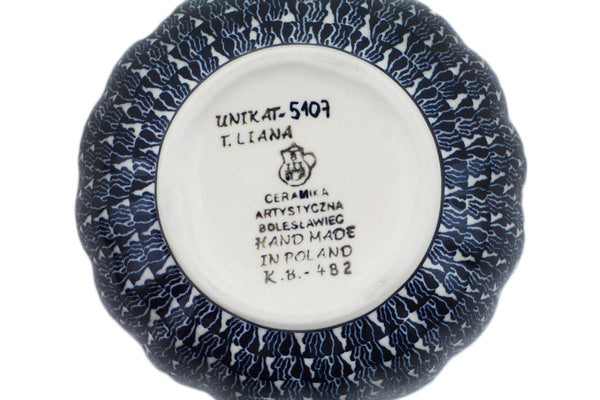 UNIKAT-5107
T. LIANA
CERAMIKA
ARTYSTYCZNA
BOLESŁAWIEC
HAND MADE
IN POLAND
K.B.-482